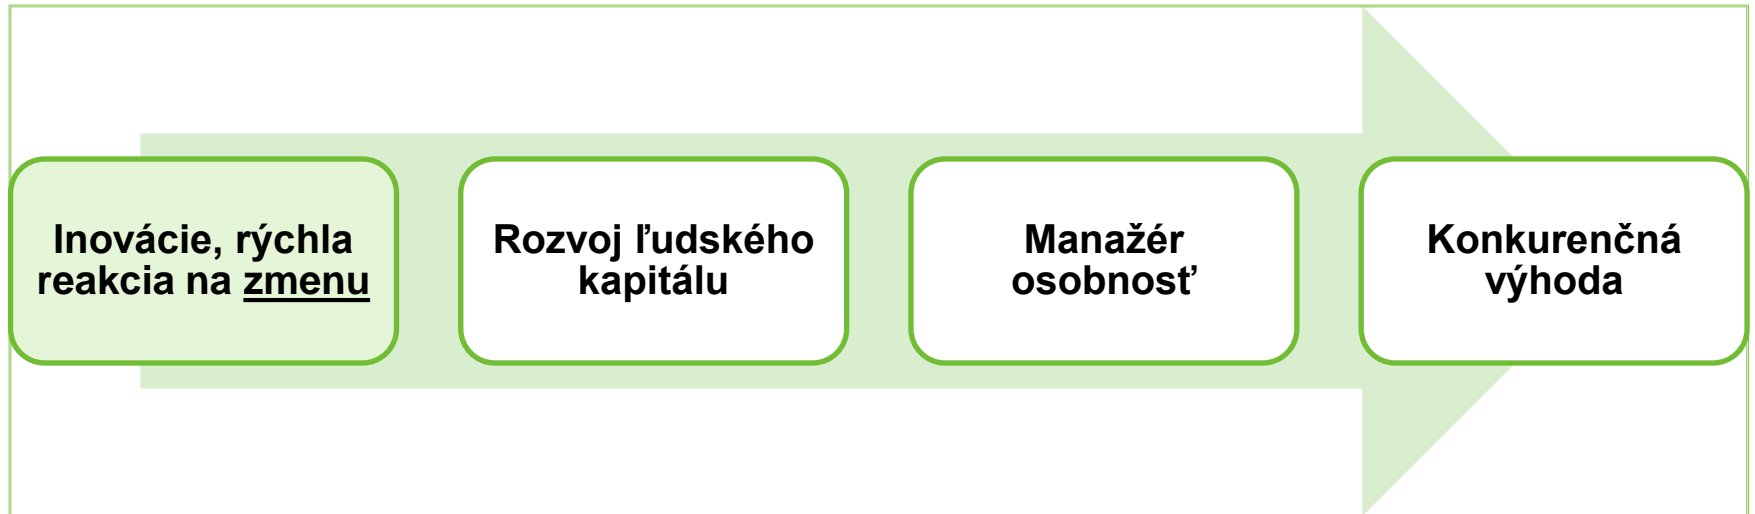 Inovácie, rýchla
reakcia na zmenu
Rozvoj ľudského
kapitálu
Manažér
osobnosť
Konkurenčná
výhoda